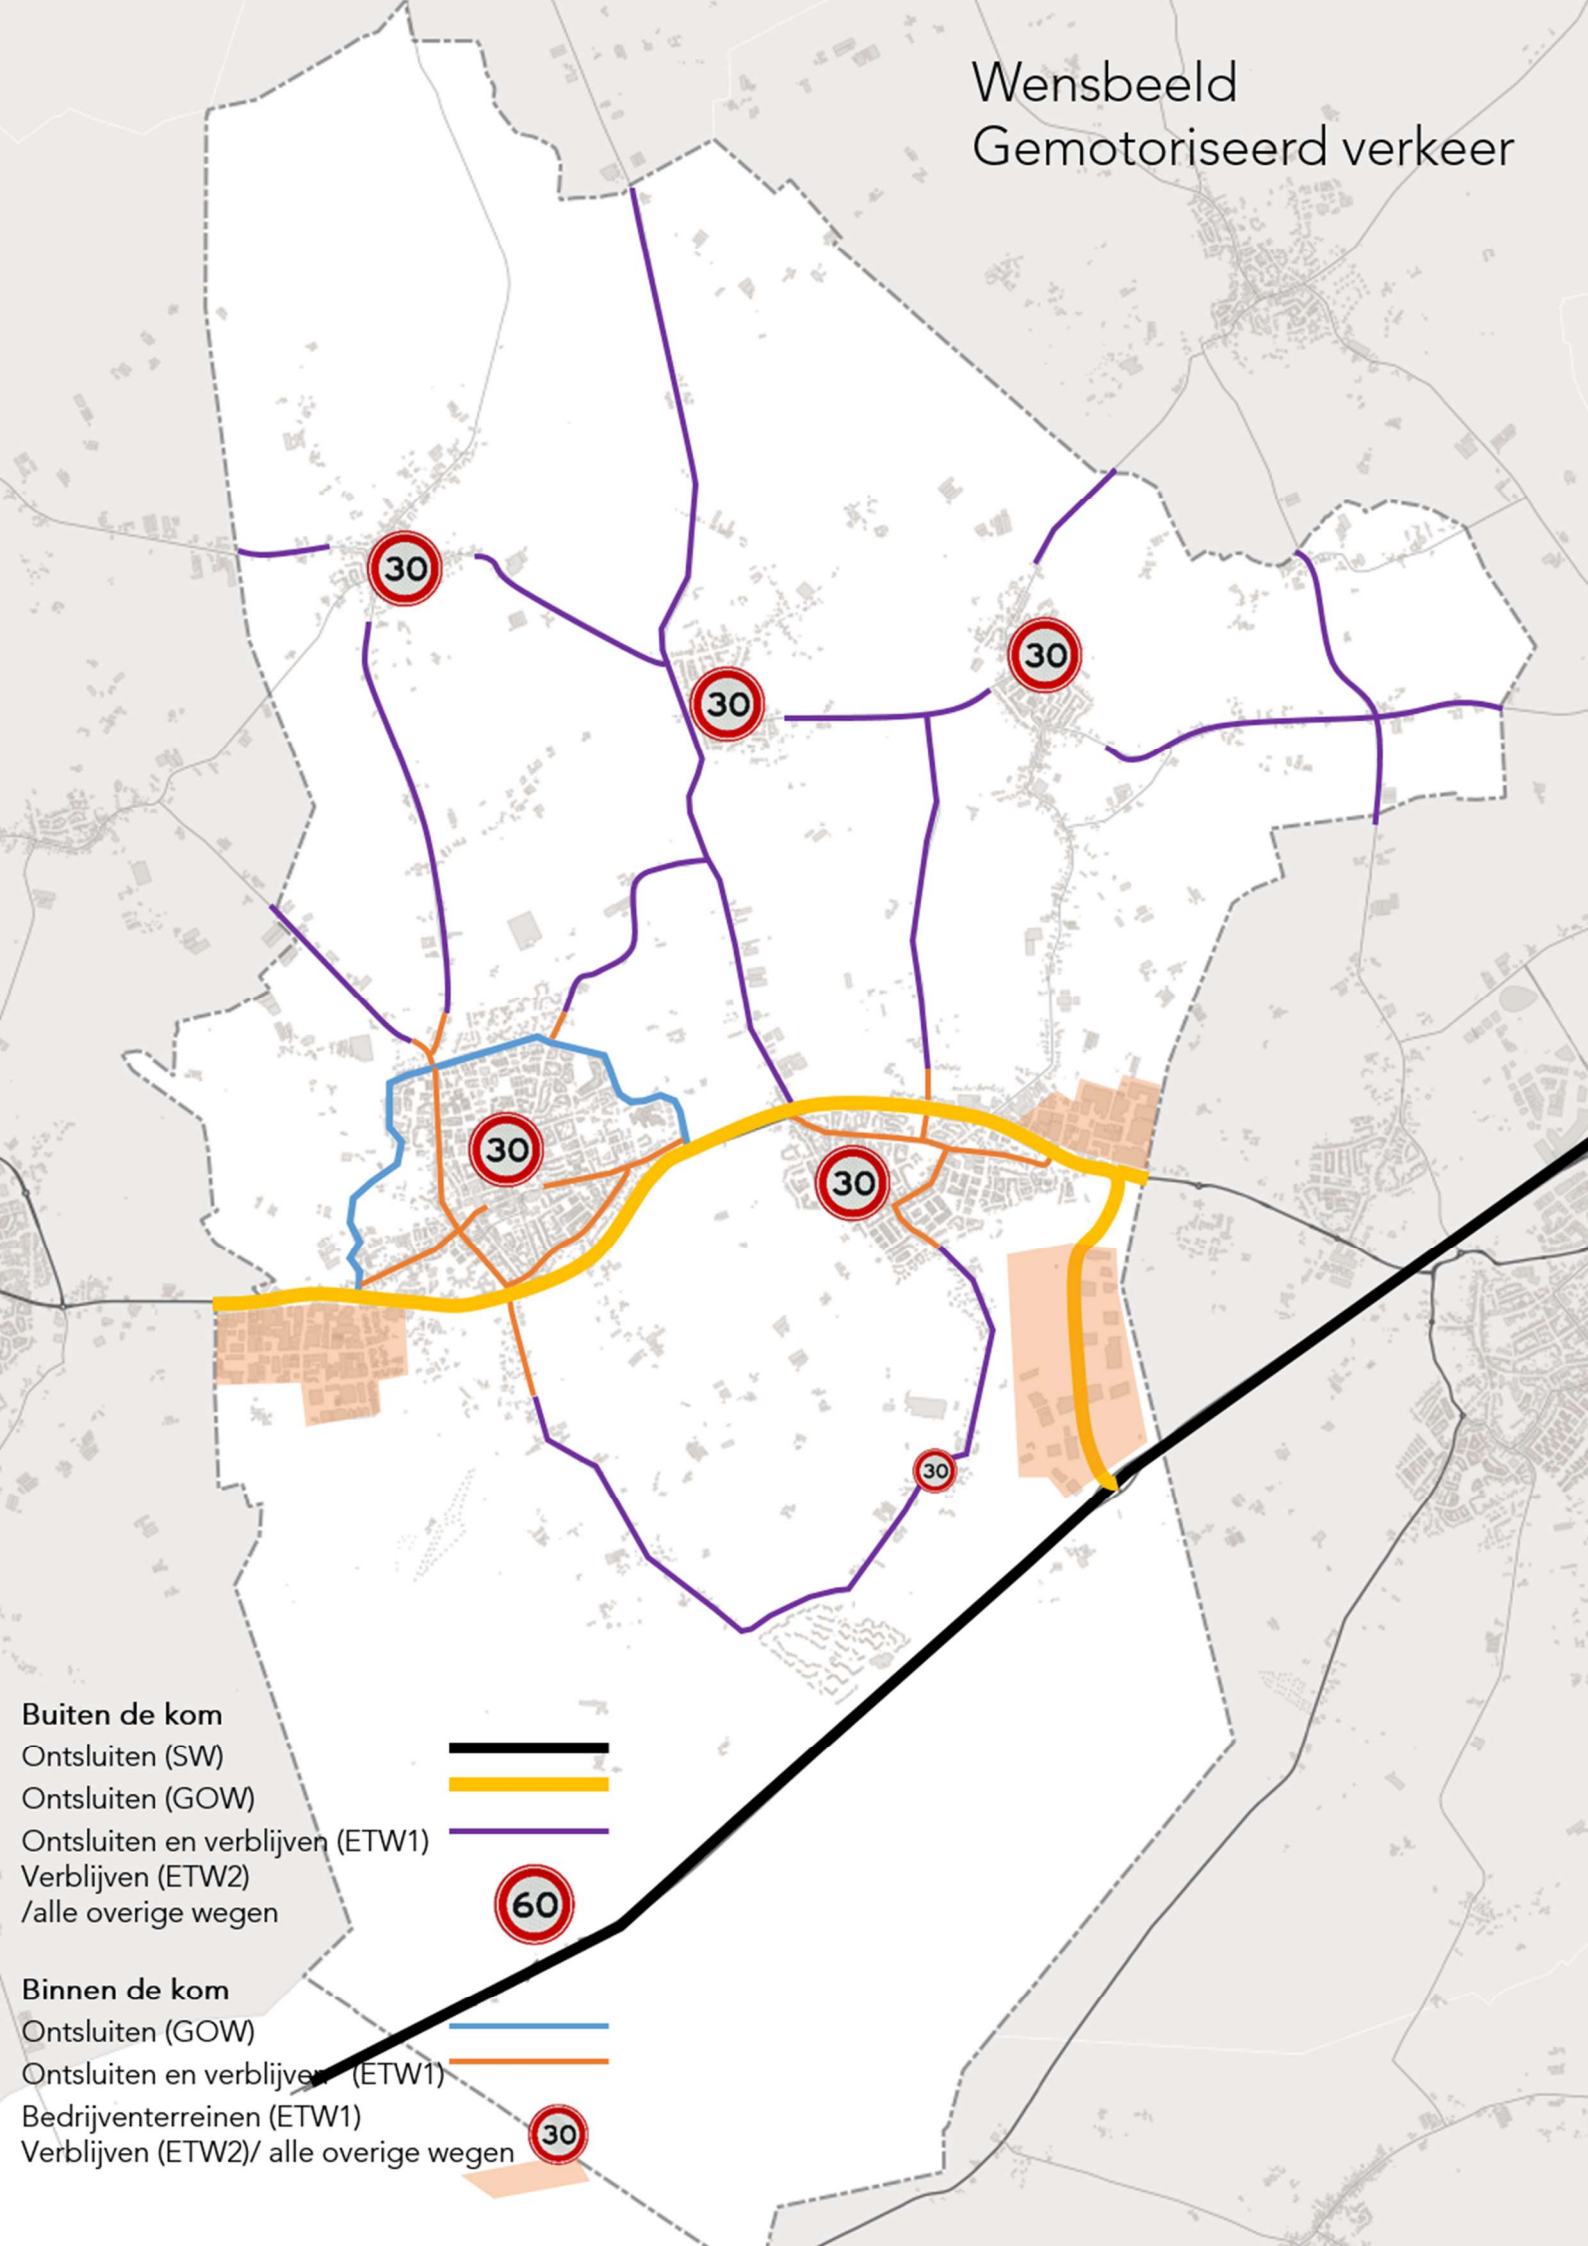 Wensbeeld
Gemotoriseerd verkeer
30
30
30
30
30
30
Buiten de kom
Ontsluiten (SW)
Ontsluiten (GOW)
Ontsluiten en verblijven (ETW1)
Verblijven (ETW2)
/alle overige wegen
60
Binnen de kom
Ontsluiten (GOW)
Ontsluiten en verblijven (ETW1)
Bedrijventerreinen (ETW1)
Verblijven (ETW2)/ alle overige wegen
30